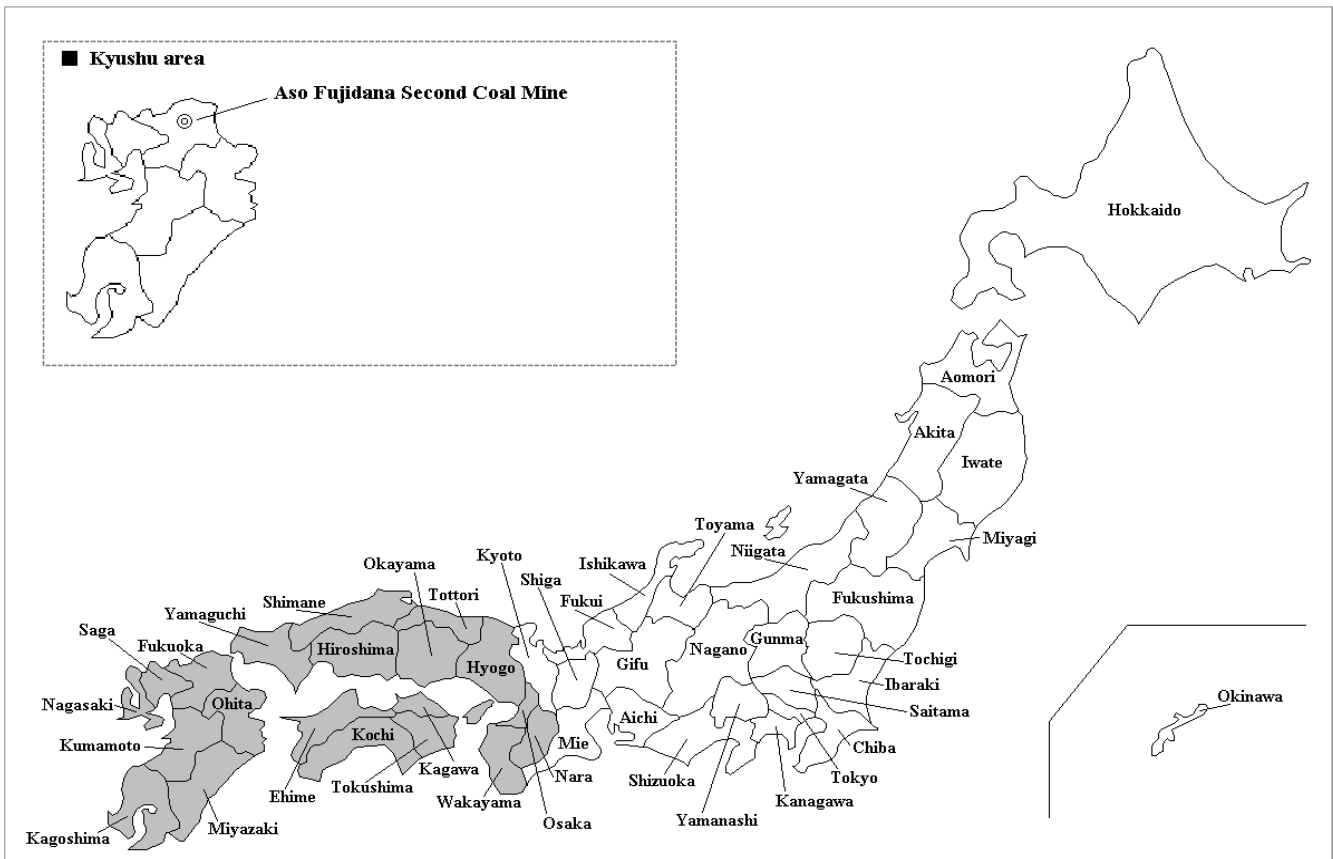 ■ Kyushu area
Aso Fujidana Second Coal Mine
Hokkaido
Aomori
Akita
Iwate
Yamagata
Toyama
Miyagi
Niigata
Kyoto
Ishikawa
Okayama
Shiga
Tottori
Fukui
Shimane
Fukushima
Yamaguchi
Saga
Gunma
Fukuoka
Hiroshima
Nagano
Tochigi
Hyogo
Gifu
Ibaraki
Nagasaki
Ohita
Saitama
Okinawa
Aichi
Kochi
Mie
Kumamoto
Chiba
Kagawa
Nara
Shizuoka
Tokyo
Tokushima
Ehime
Wakayama
Kanagawa
Osaka
Yamanashi
Miyazaki
Kagoshima